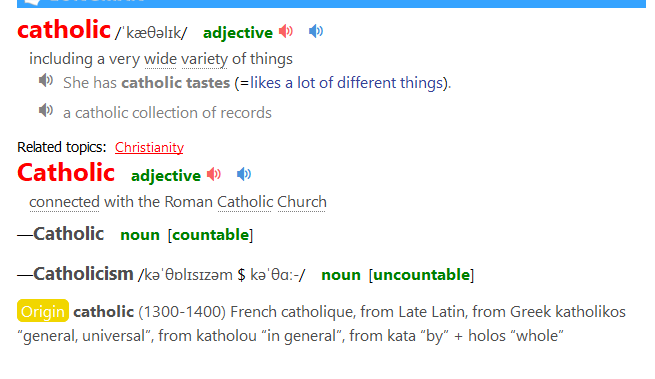 catholic /ˈkæθəlɪk/ adjective
including a very wide variety of things
She has catholic tastes (=likes a lot of different things).
a catholic collection of records
Related topics: Christianity
Catholic adjective
connected with the Roman Catholic Church
—Catholic noun [countable]
—Catholicism /kəˈθɒlɪsɪzəm $ kəˈθɑː-/ noun [uncountable]
Origin catholic (1300-1400) French catholique, from Late Latin, from Greek katholikos
“general, universal”, from katholou “in general”, from kata “by” + holos “whole”